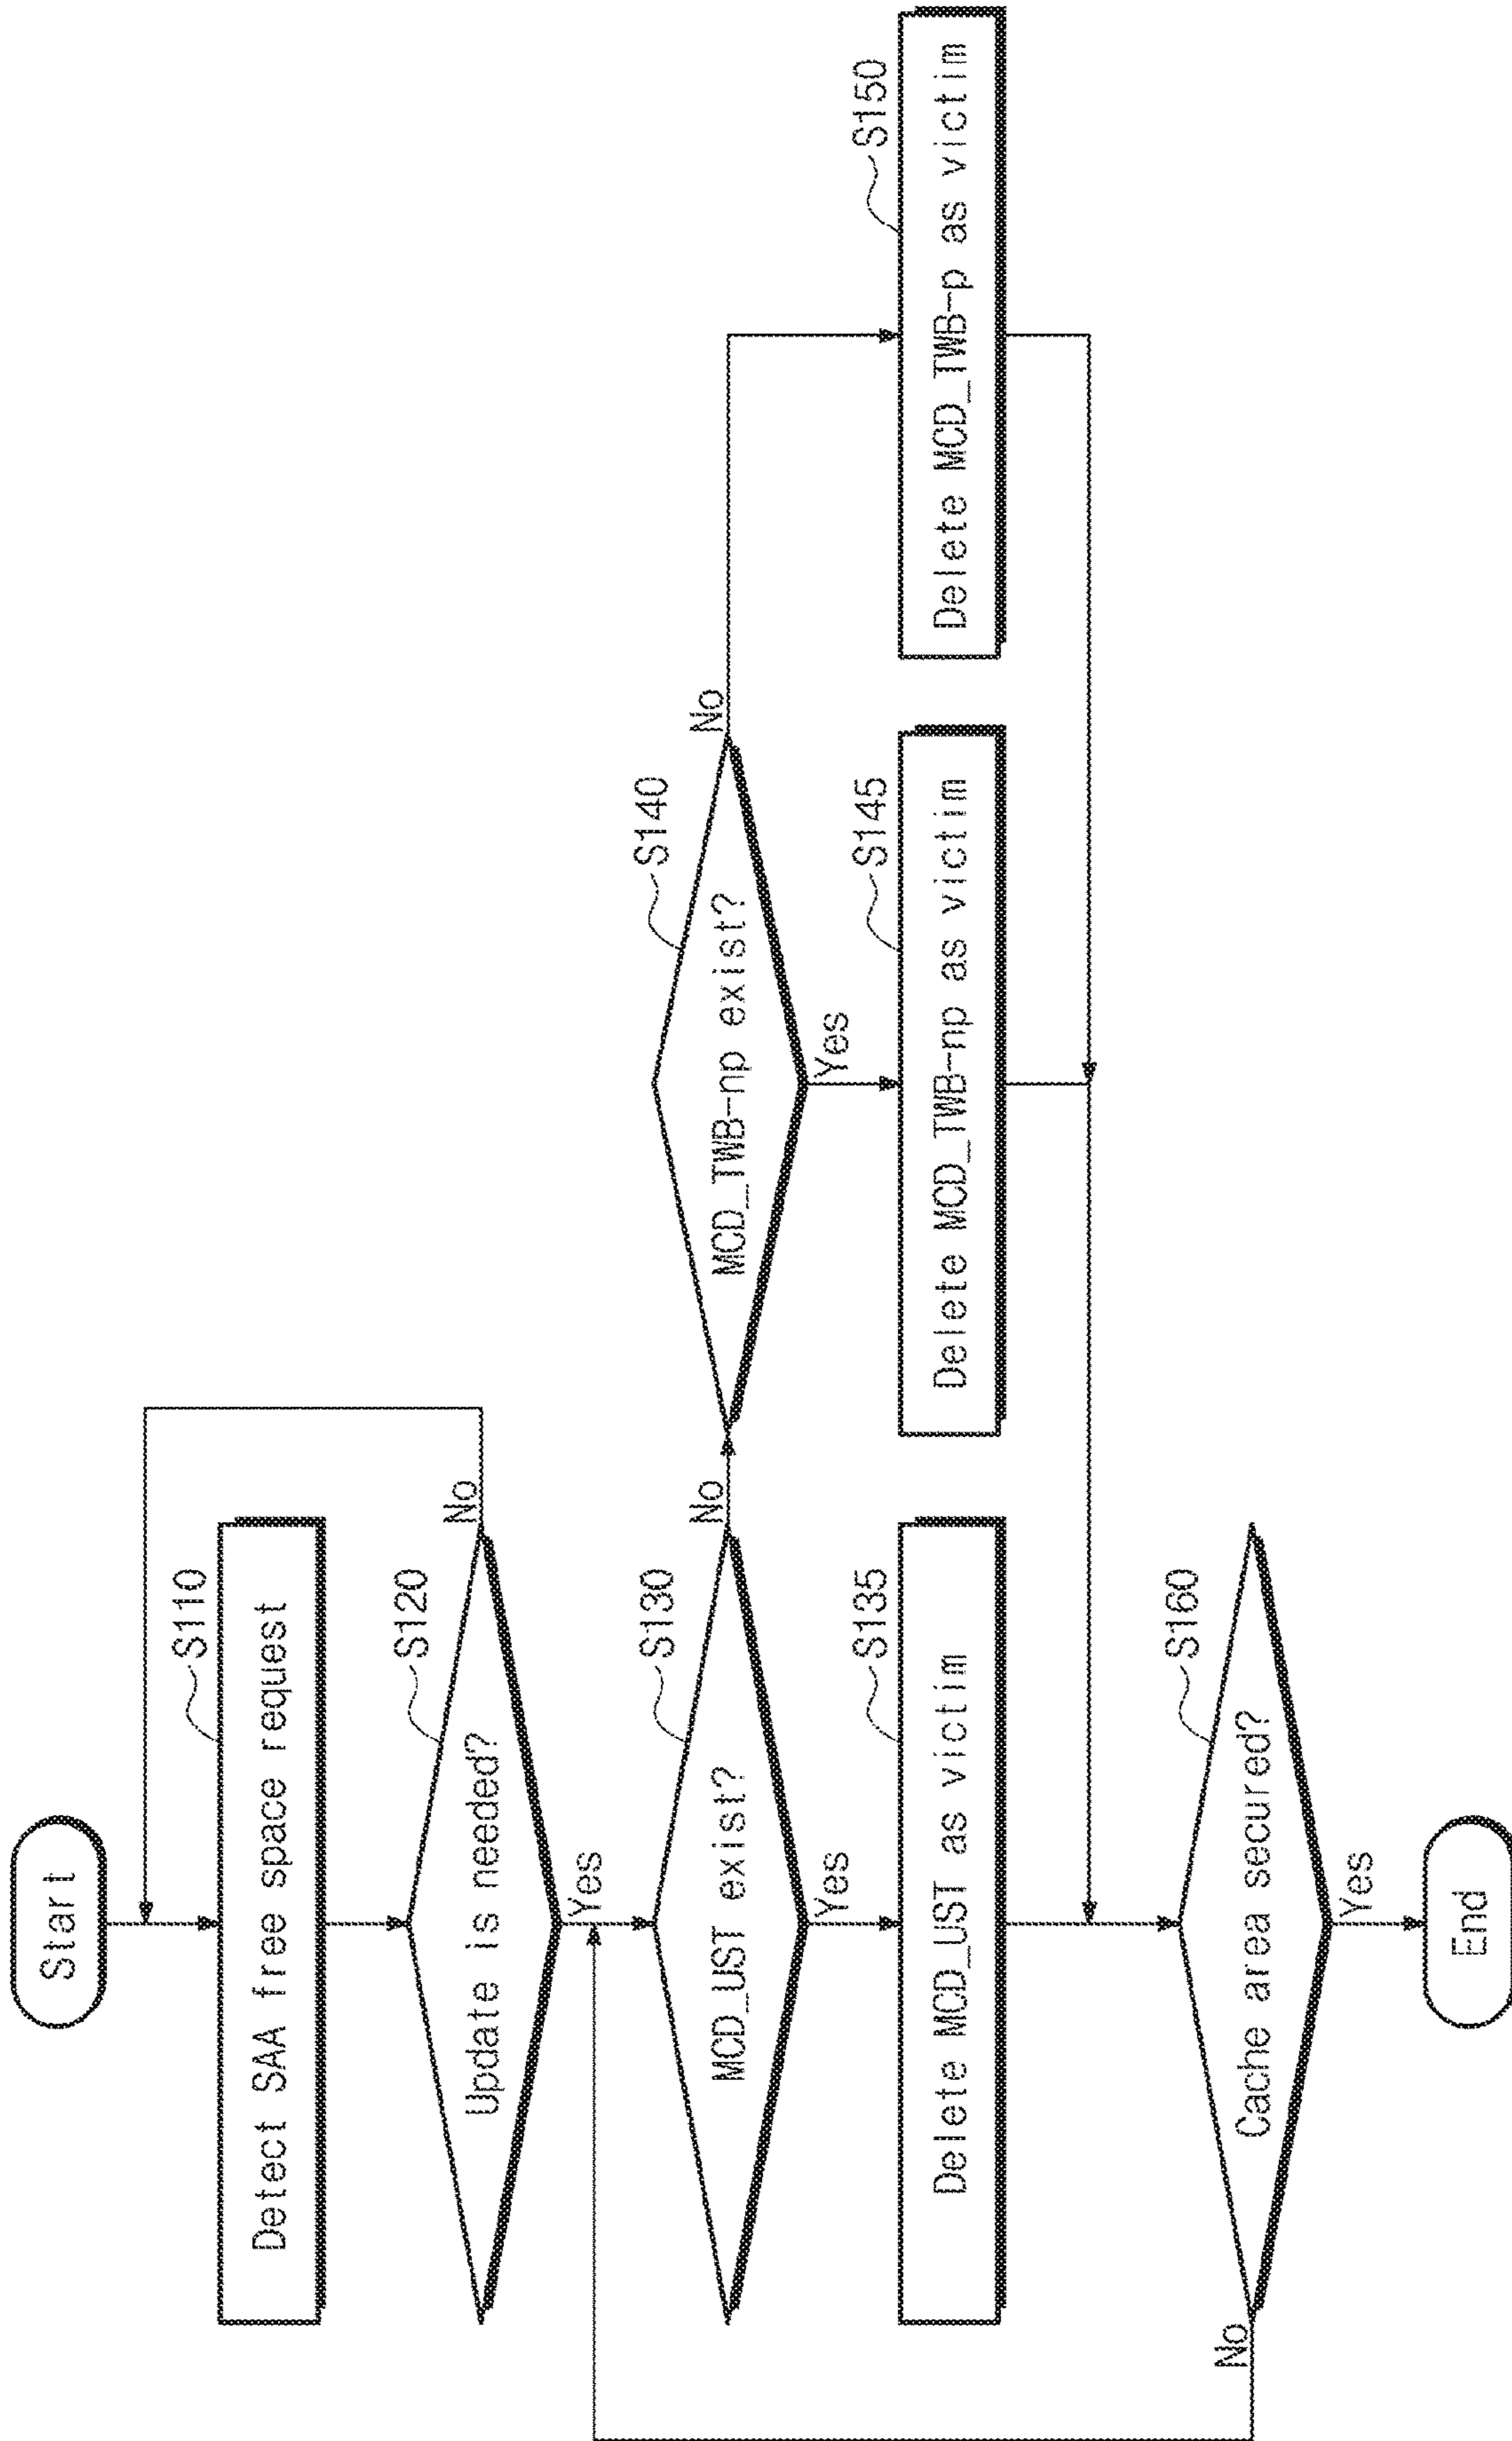 Start
S110
Detect SAA free space request
S120
Update is needed?
No
Yes
S130
MCD_UST exist?
No
Yes
S140
MCD_TWB-np exist?
No
Yes
S135
Delete MCD_UST as victim
S145
Delete MCD_TWB-np as victim
S150
Delete MCD_TWB-p as victim
S160
Cache area secured?
No
Yes
End